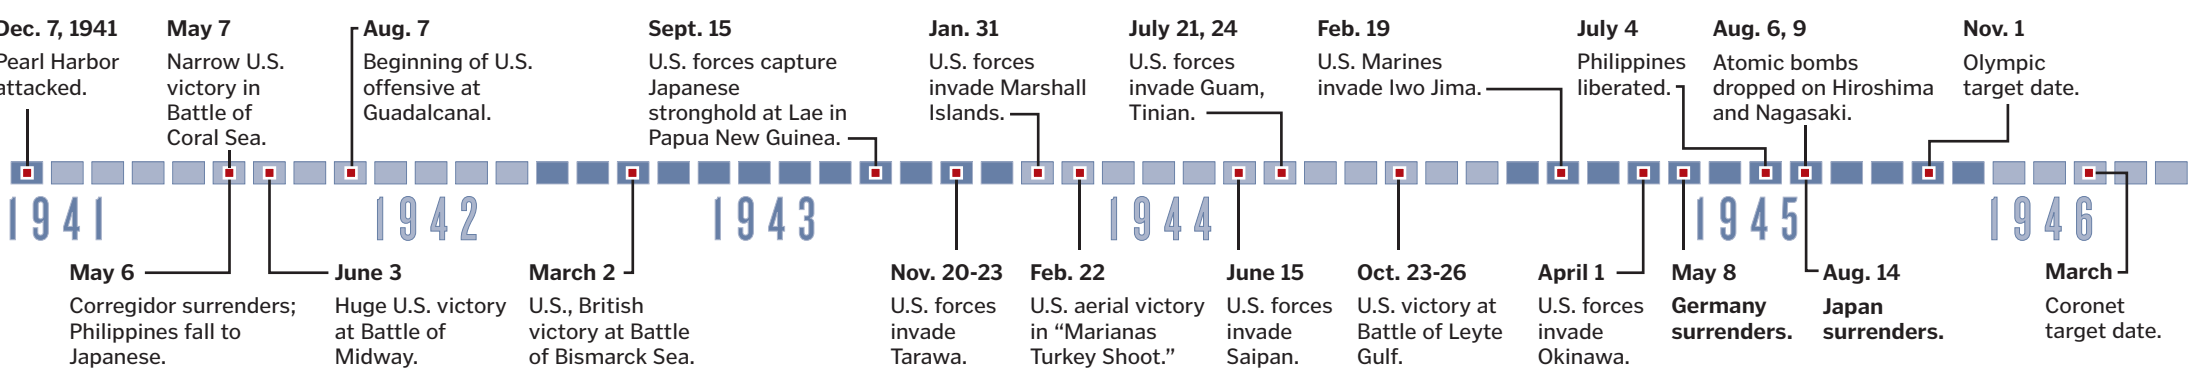 Dec. 7, 1941
Pearl Harbor
attacked.
May 7
Narrow U.S.
victory in
Battle of
Coral Sea.
Aug. 7
Beginning of U.S.
offensive at
Guadalcanal.
Sept. 15
U.S. forces capture
Japanese
stronghold at Lae in
Papua New Guinea.
Jan. 31
U.S. forces
invade Marshall
Islands.
July 21, 24
U.S. forces
invade Guam,
Tinian.
Feb. 19
U.S. Marines
invade Iwo Jima.
July 4
Philippines
liberated.
Aug. 6, 9
Atomic bombs
dropped on Hiroshima
and Nagasaki.
Nov. 1
Olympic
target date.
1941
1942
1943
1944
1945
1946
May 6
Corregidor surrenders;
Philippines fall to
Japanese.
June 3
Huge U.S. victory
at Battle of
Midway.
March 2
U.S., British
victory at Battle
of Bismarck Sea.
Nov. 20-23
U.S. forces
invade
Tarawa.
Feb. 22
U.S. aerial victory
in “Marianas
Turkey Shoot.”
June 15
U.S. forces
invade
Saipan.
Oct. 23-26
U.S. victory at
Battle of Leyte
Gulf.
April 1
U.S. forces
invade
Okinawa.
May 8
Germany
surrenders.
Aug. 14
Japan
surrenders.
March
Coronet
target date.